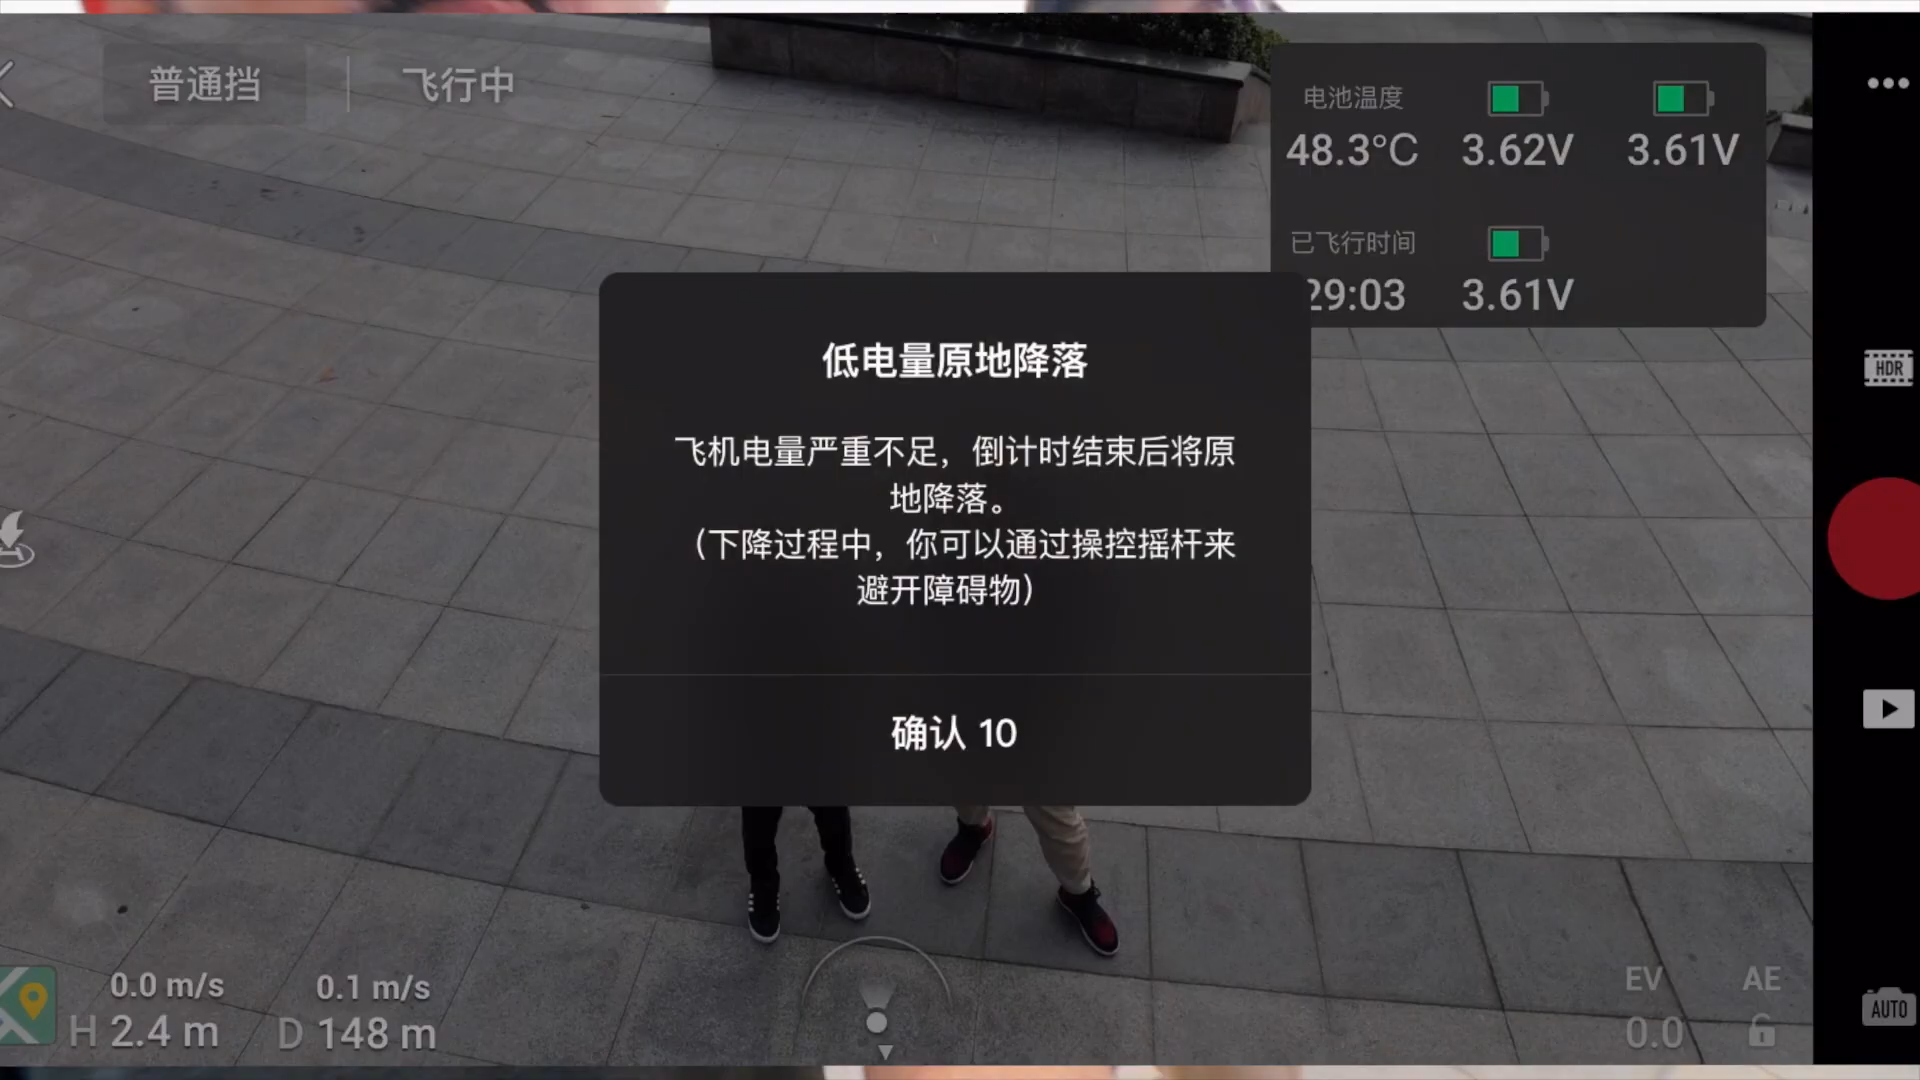 普通挡
飞行中
电池温度
48.3°C
3.62V
3.61V
已飞行时间
29:03
3.61V
低电量原地降落
飞机电量严重不足，倒计时结束后将原
地降落。
（下降过程中，你可以通过操控摇杆来
避开障碍物）
确认 10
HDR
0.0 m/s
0.1 m/s
H 2.4 m
D 148 m
EV
0.0
AE
AUTO